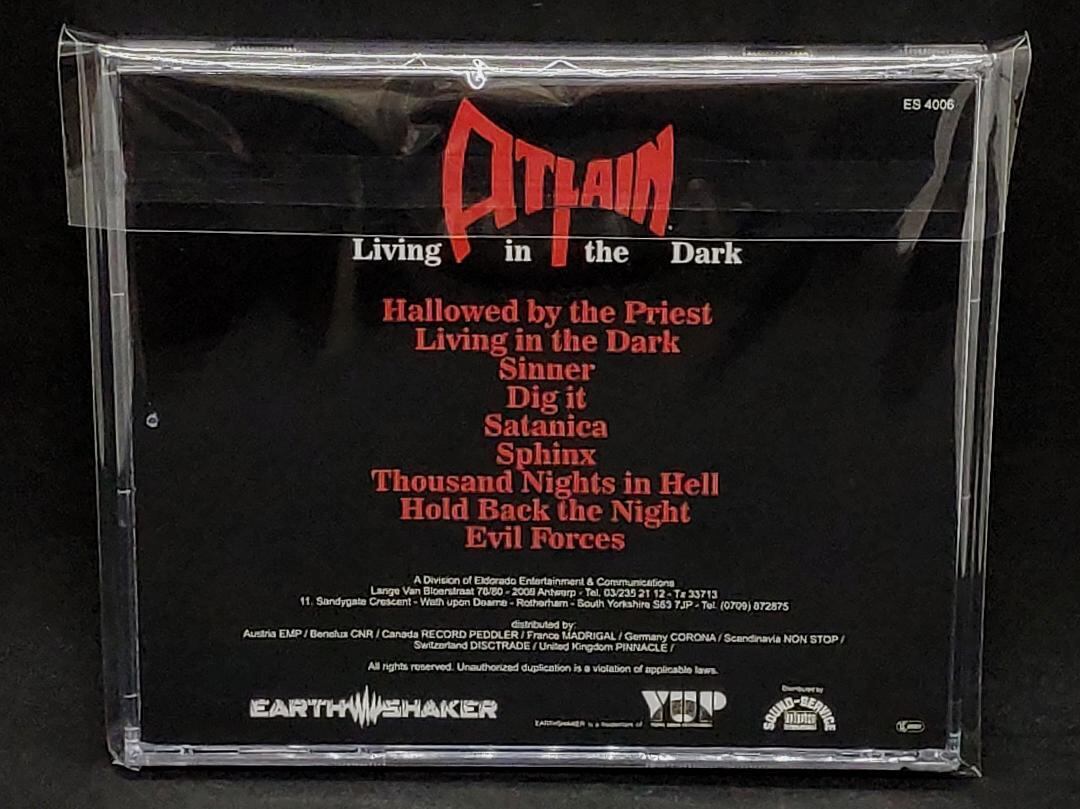 ES 4006
ATLAIN
Living in the Dark
Hallowed by the Priest
Living in the Dark
Sinner
Dig it
Satanica
Sphinx
Thousand Nights in Hell
Hold Back the Night
Evil Forces
A Division of Eldorado Entertainment & Communications
Lange Van Bloerstraat 78/80 - 2008 Antwerp - Tel. 03/235 21 12 - Tx 33713
11. Sandygate Crescent - Wath upon Dearne - Rotherham - South Yorkshire S63 7JP - Tel. (0709) 872875
distributed by:
Austria EMP / Benelux CNR / Canada RECORD PEDDLER / France MADRIGAL / Germany CORONA / Scandinavia NON STOP /
Switzerland DISCTRADE / United Kingdom PINNACLE /
All rights reserved. Unauthorized duplication is a violation of applicable laws.
EARTHSHAKER
EARTHSHAKER is a trademark of
YUP
Distributed by
SOUND-SERVICE